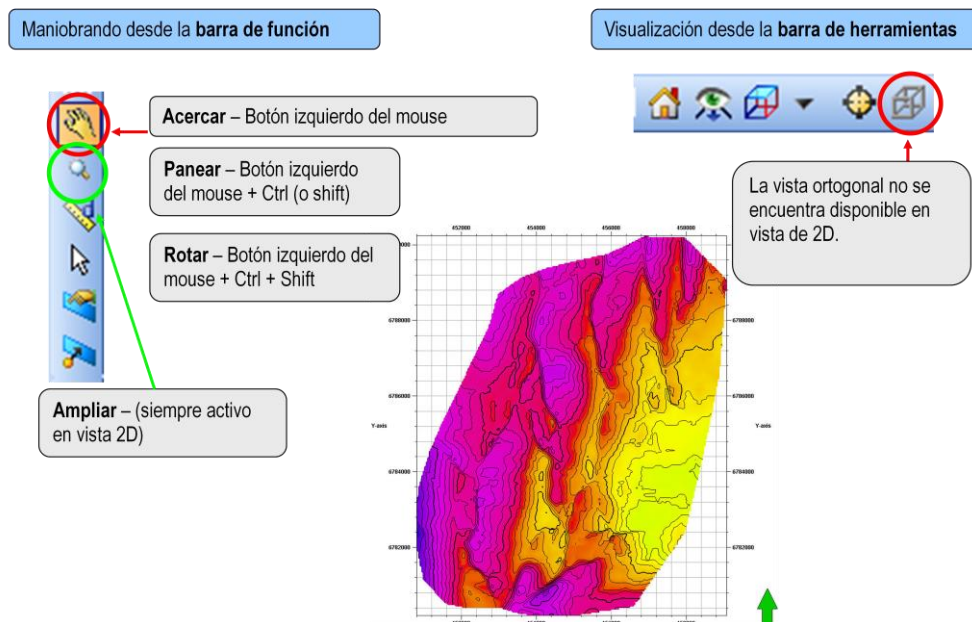 Maniobrando desde la barra de función
Visualización desde la barra de herramientas
Acercar – Botón izquierdo del mouse
Panear – Botón izquierdo
del mouse + Ctrl (o shift)
Rotar – Botón izquierdo del
mouse + Ctrl + Shift
Ampliar – (siempre activo
en vista 2D)
La vista ortogonal no se
encuentra disponible en
vista de 2D.
452000 454000 456000 458000 460000
6788000 6788000
6786000 6786000
Y-axis Y-axis
6784000 6784000
6782000 6782000